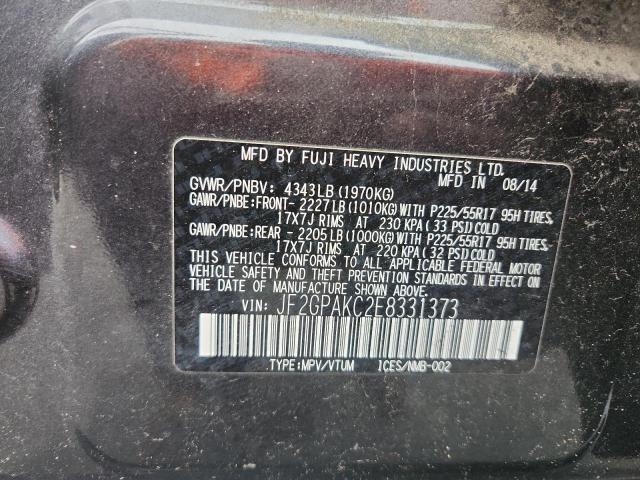 MFD BY FUJI HEAVY INDUSTRIES LTD.
MFD IN 08/14
GVWR/PNBV: 4343LB (1970KG)
GAWR/PNBE:FRONT- 2227LB(1010KG)WITH P225/55R17 95H TIRES,
17X7J RIMS AT 230 KPA(33 PSI)COLD
GAWR/PNBE:REAR - 2205LB(1000KG)WITH P225/55R17 95H TIRES,
17X7J RIMS AT 220 KPA(32 PSI)COLD
THIS VEHICLE CONFORMS TO ALL APPLICABLE FEDERAL MOTOR
VEHICLE SAFETY AND THEFT PREVENTION STANDARDS IN EFFECT ON
THE DATE OF MANUFACTURE SHOWN ABOVE.
VIN: JF2GPAKC2E8331373
TYPE:MPV/VTUM ICES/NMB-002